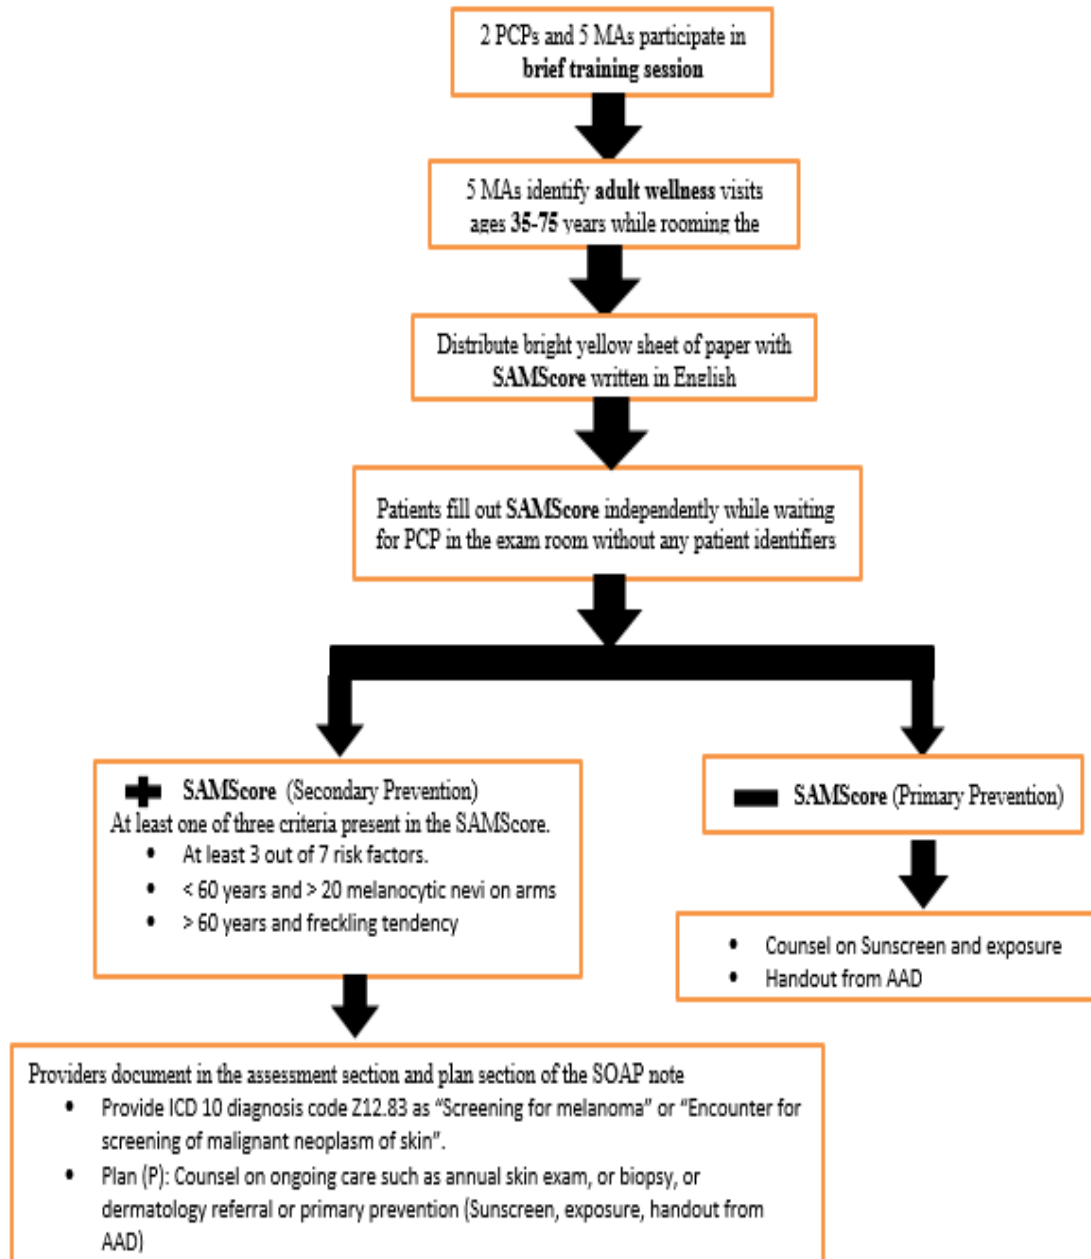 2 PCPs and 5 MAs participate in
brief training session
5 MAs identify adult wellness visits
ages 35-75 years while rooming the
Distribute bright yellow sheet of paper with
SAMScore written in English
Patients fill out SAMScore independently while waiting
for PCP in the exam room without any patient identifiers
SAMScore (Secondary Prevention)
At least one of three criteria present in the SAMScore.
• At least 3 out of 7 risk factors.
• < 60 years and > 20 melanocytic nevi on arms
• > 60 years and freckling tendency
SAMScore (Primary Prevention)
• Counsel on Sunscreen and exposure
• Handout from AAD
Providers document in the assessment section and plan section of the SOAP note
• Provide ICD 10 diagnosis code Z12.83 as “Screening for melanoma” or “Encounter for
screening of malignant neoplasm of skin”.
• Plan (P): Counsel on ongoing care such as annual skin exam, or biopsy, or
dermatology referral or primary prevention (Sunscreen, exposure, handout from
AAD)